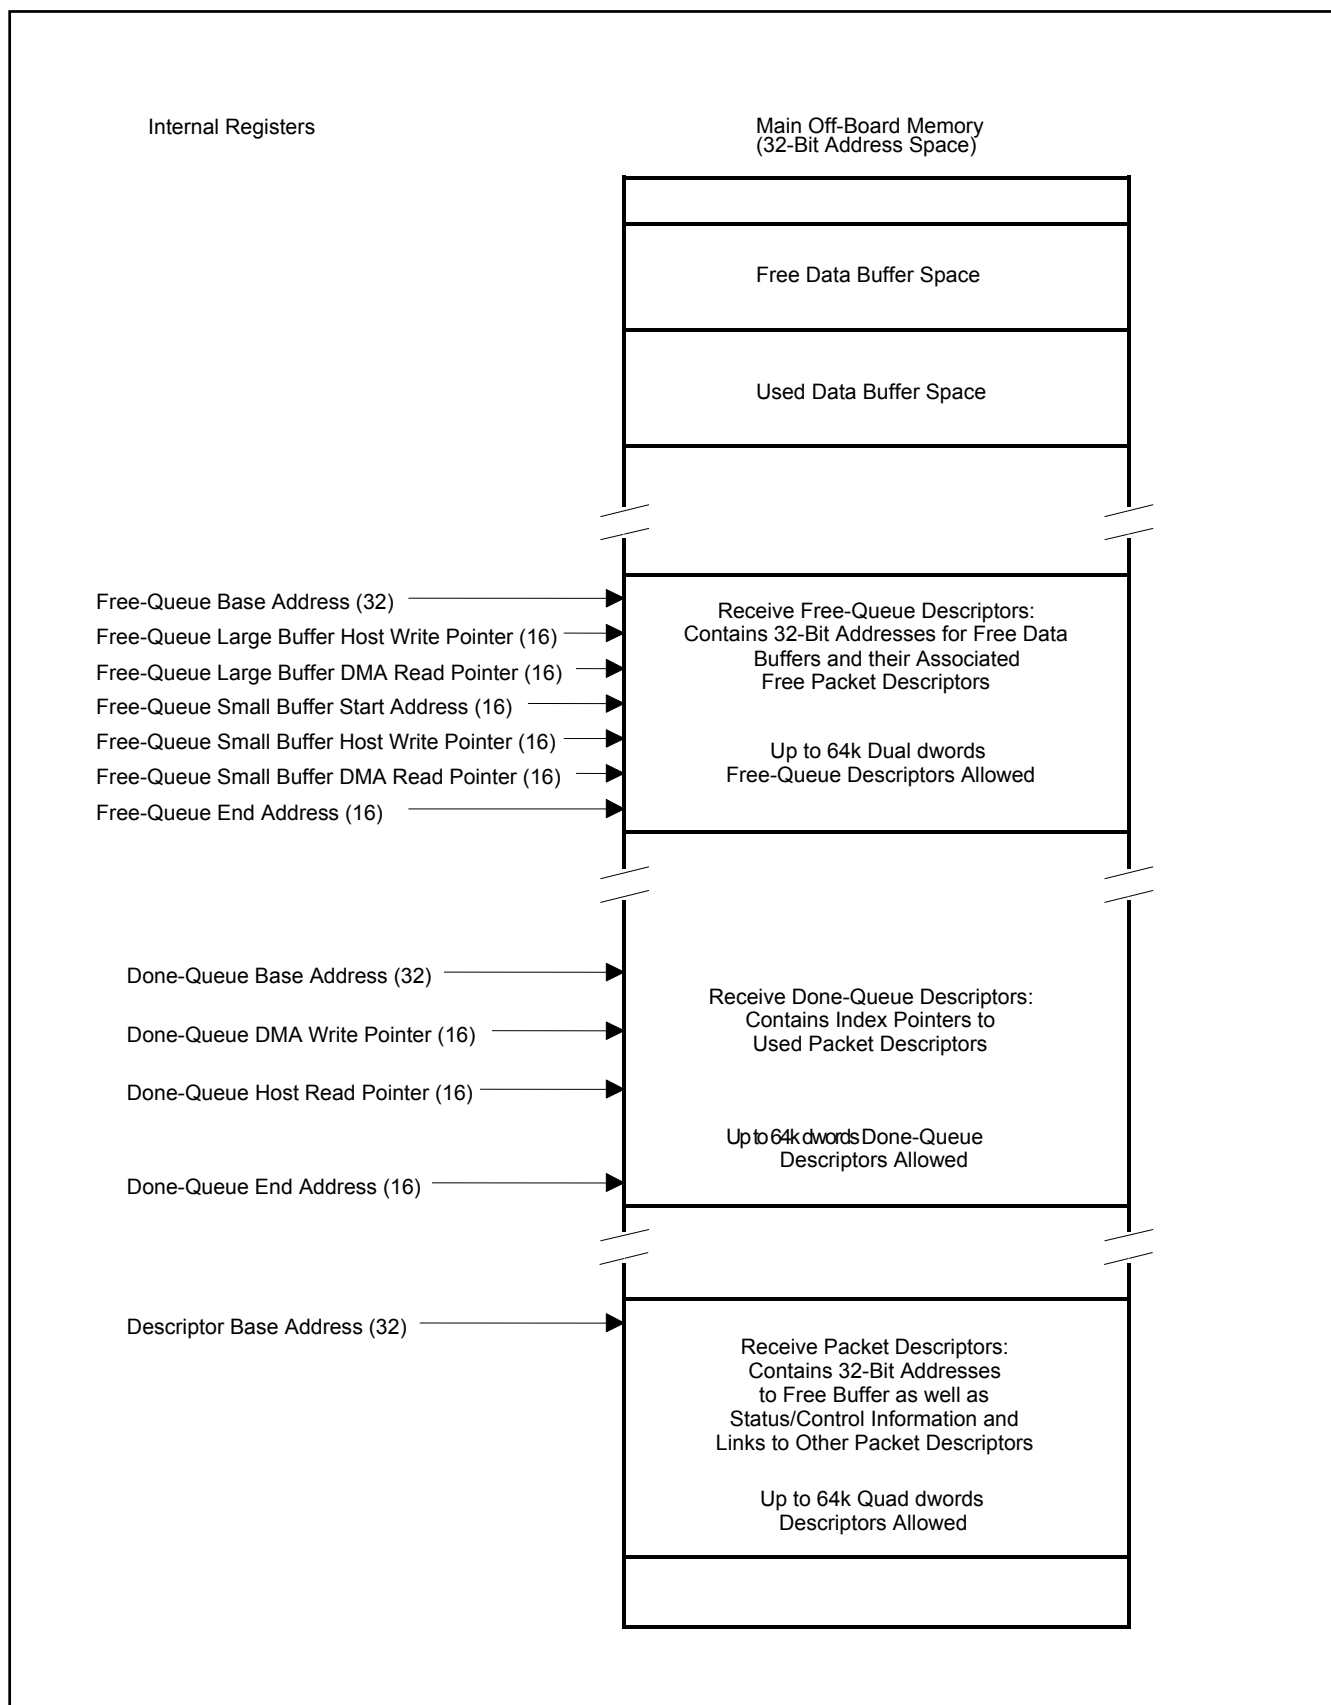 Internal Registers
Main Off-Board Memory
(32-Bit Address Space)
Free Data Buffer Space
Used Data Buffer Space
Free-Queue Base Address (32)
Free-Queue Large Buffer Host Write Pointer (16)
Free-Queue Large Buffer DMA Read Pointer (16)
Free-Queue Small Buffer Start Address (16)
Free-Queue Small Buffer Host Write Pointer (16)
Free-Queue Small Buffer DMA Read Pointer (16)
Free-Queue End Address (16)
Receive Free-Queue Descriptors:
Contains 32-Bit Addresses for Free Data
Buffers and their Associated
Free Packet Descriptors
Up to 64k Dual dwords
Free-Queue Descriptors Allowed
Done-Queue Base Address (32)
Done-Queue DMA Write Pointer (16)
Done-Queue Host Read Pointer (16)
Done-Queue End Address (16)
Receive Done-Queue Descriptors:
Contains Index Pointers to
Used Packet Descriptors
Up to 64k dwords Done-Queue
Descriptors Allowed
Descriptor Base Address (32)
Receive Packet Descriptors:
Contains 32-Bit Addresses
to Free Buffer as well as
Status/Control Information and
Links to Other Packet Descriptors
Up to 64k Quad dwords
Descriptors Allowed